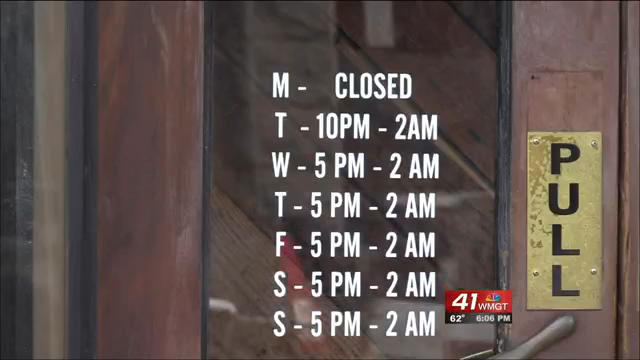 M - CLOSED
T - 10PM - 2AM
W - 5 PM - 2 AM
T - 5 PM - 2 AM
F - 5 PM - 2 AM
S - 5 PM - 2 AM
S - 5 PM - 2 AM
PULL
41 WMGT
62° 6:06 PM